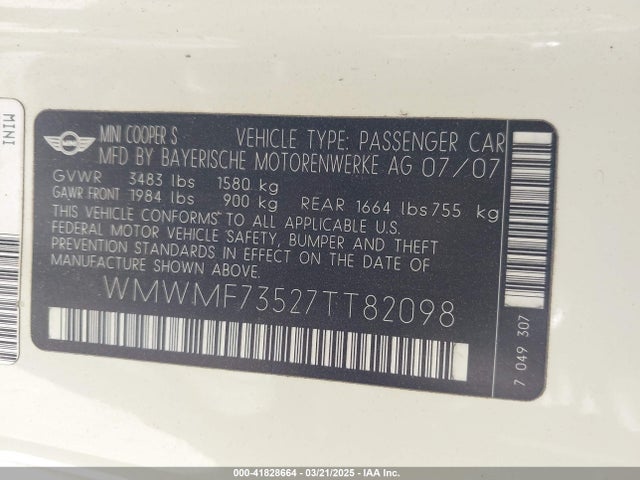 MINI
MINI
MINI COOPER S VEHICLE TYPE: PASSENGER CAR
MFD BY BAYERISCHE MOTORENWERKE AG 07/07
GVWR 3483 lbs 1580 kg
GAWR FRONT 1984 lbs 900 kg REAR 1664 lbs 755 kg
THIS VEHICLE CONFORMS TO ALL APPLICABLE U.S.
FEDERAL MOTOR VEHICLE SAFETY, BUMPER AND THEFT
PREVENTION STANDARDS IN EFFECT ON THE DATE OF
MANUFACTURE SHOWN ABOVE.
WMWMF73527TT82098
7 049 307
000-41828664 / 03/21/2025 / IAA Inc.